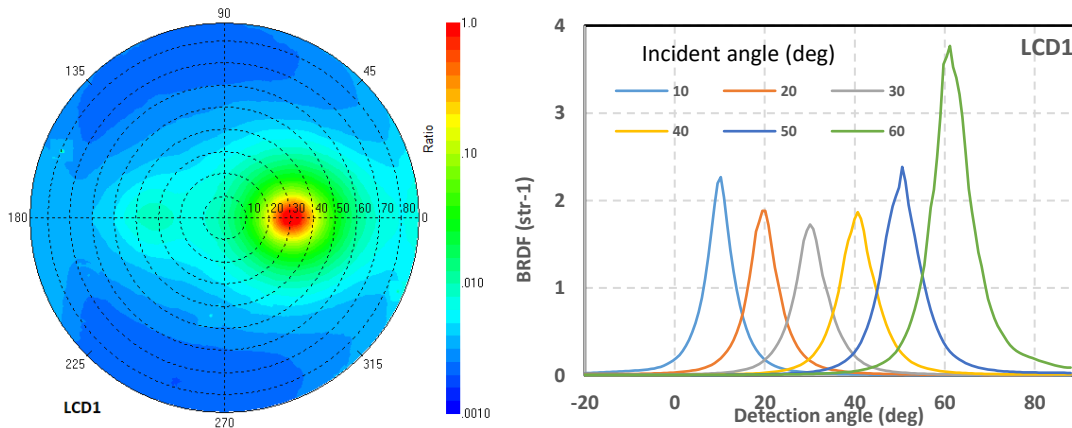 90
135
45
180
10 20 30 40 50 60 70 80 0
225
315
270
LCD1
1.0
.10
.010
.0010
Ratio
4
3
2
1
0
BRDF (str-1)
Incident angle (deg)
LCD1
10 20 30
40 50 60
-20 0 20 40 60 80
Detection angle (deg)